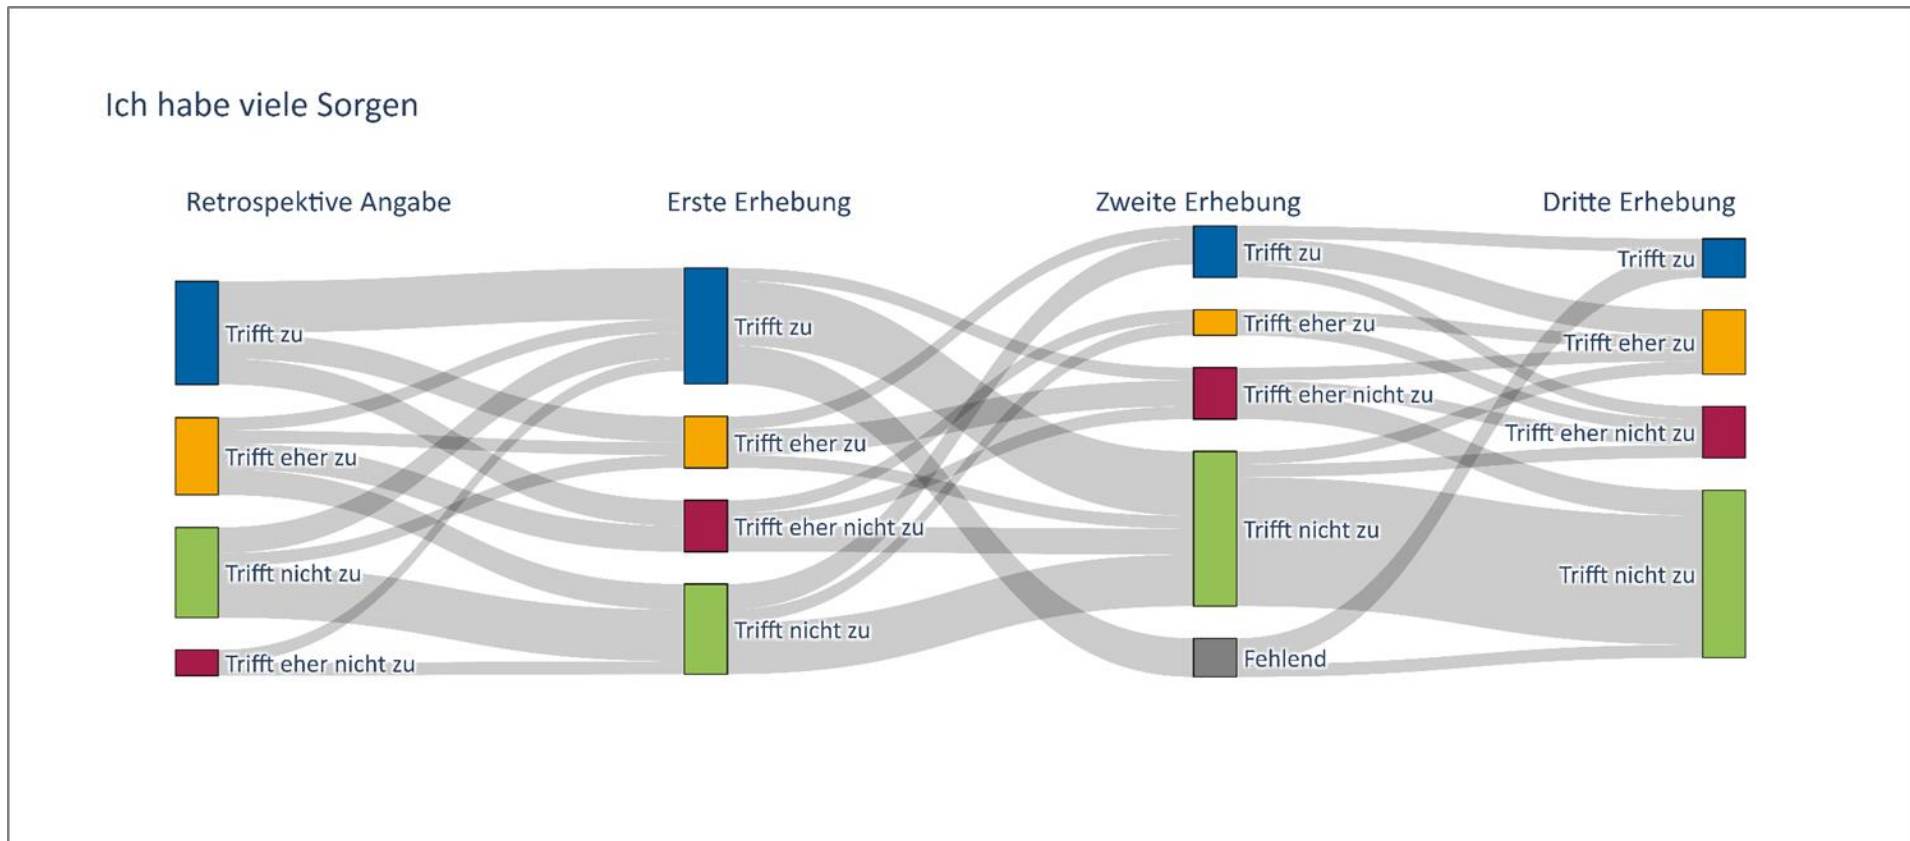 Ich habe viele Sorgen
Retrospektive Angabe
Erste Erhebung
Zweite Erhebung
Dritte Erhebung
Trifft zu
Trifft eher zu
Trifft nicht zu
Trifft eher nicht zu
Trifft zu
Trifft eher zu
Trifft eher nicht zu
Trifft nicht zu
Trifft zu
Trifft eher zu
Trifft eher nicht zu
Trifft nicht zu
Fehlend
Trifft zu
Trifft eher zu
Trifft eher nicht zu
Trifft nicht zu